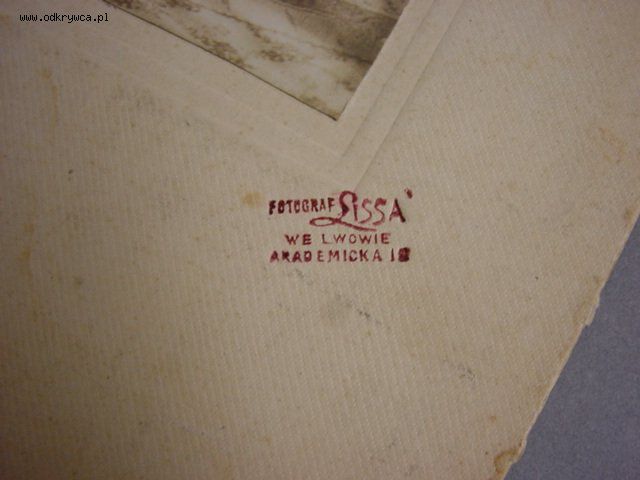 www.odkrywca.pl
FOTOGRAF LISSA
WE LWOWIE
AKADEMICKA 18